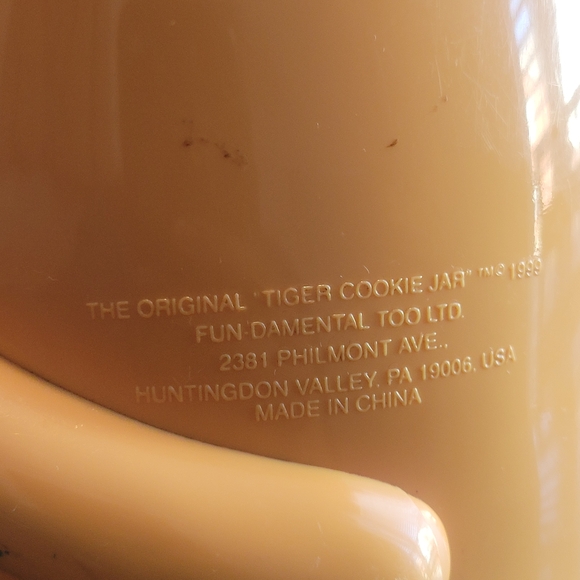 THE ORIGINAL "TIGER COOKIE JAR" ™ © 1999
FUN-DAMENTAL TOO LTD.
2381 PHILMONT AVE.,
HUNTINGDON VALLEY, PA 19006, USA
MADE IN CHINA